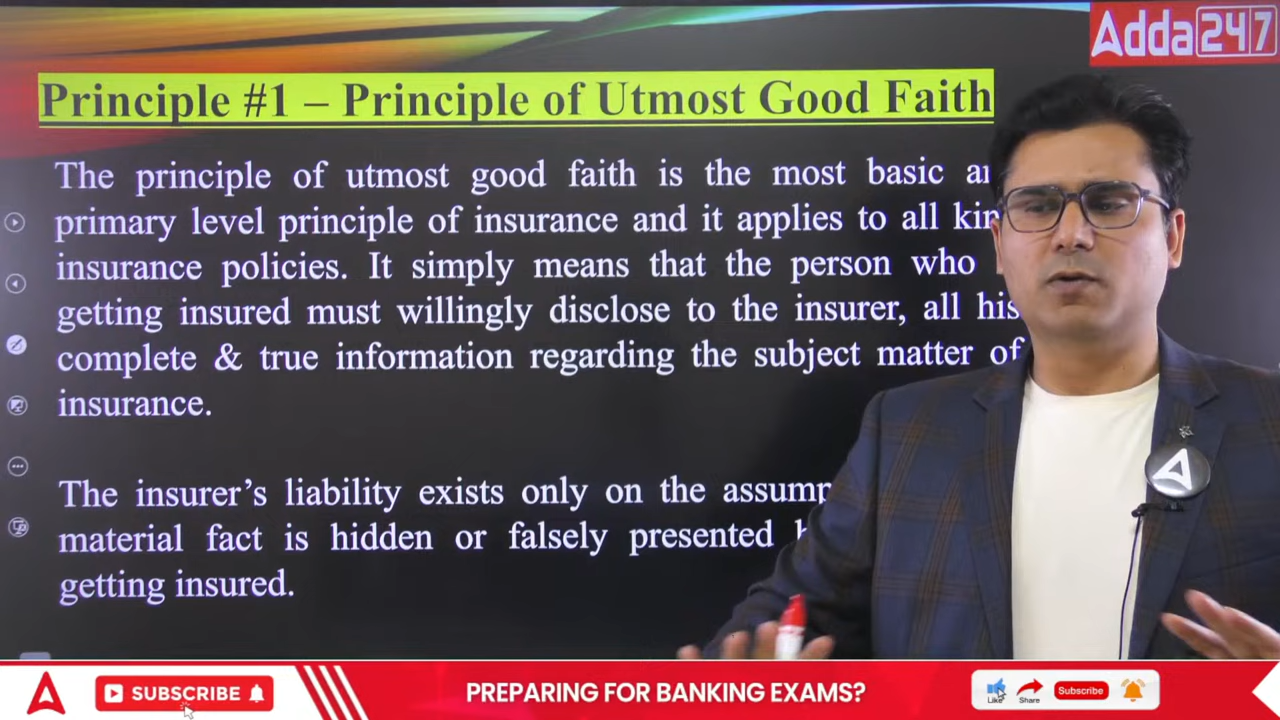 Adda247
Principle #1 – Principle of Utmost Good Faith
The principle of utmost good faith is the most basic
primary level principle of insurance and it applies to all
insurance policies. It simply means that the person who
getting insured must willingly disclose to the insurer, all his
complete & true information regarding the subject matter of
insurance.
The insurer's liability exists only on the
material fact is hidden or falsely presented
getting insured.
SUBSCRIBE
PREPARING FOR BANKING EXAMS?
Like
Share
Subscribe